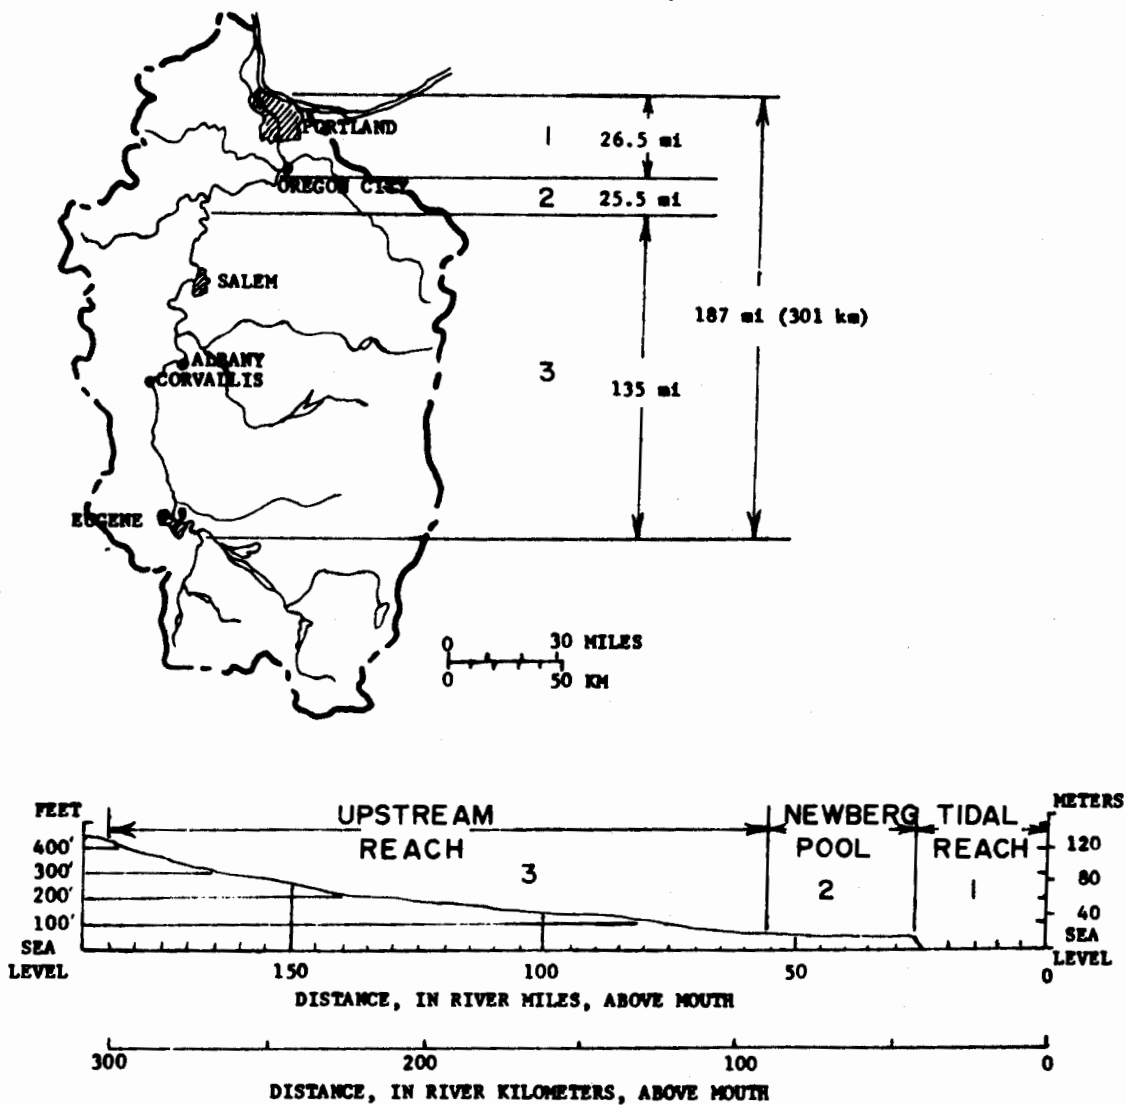 PORTLAND
1
26.5 mi
OREGON CITY
2
25.5 mi
SALEM
187 mi (301 km)
ALBANY
3
CORVALLIS
135 mi
EUGENE
0 30 MILES
0 50 KM
FEET
UPSTREAM
NEWBERG
TIDAL
METERS
REACH
POOL
REACH
400'
120
300'
3
2
1
80
200'
40
100'
SEA
LEVEL
SEA
LEVEL
150 100 50 0
DISTANCE, IN RIVER MILES, ABOVE MOUTH
300 200 100 0
DISTANCE, IN RIVER KILOMETERS, ABOVE MOUTH